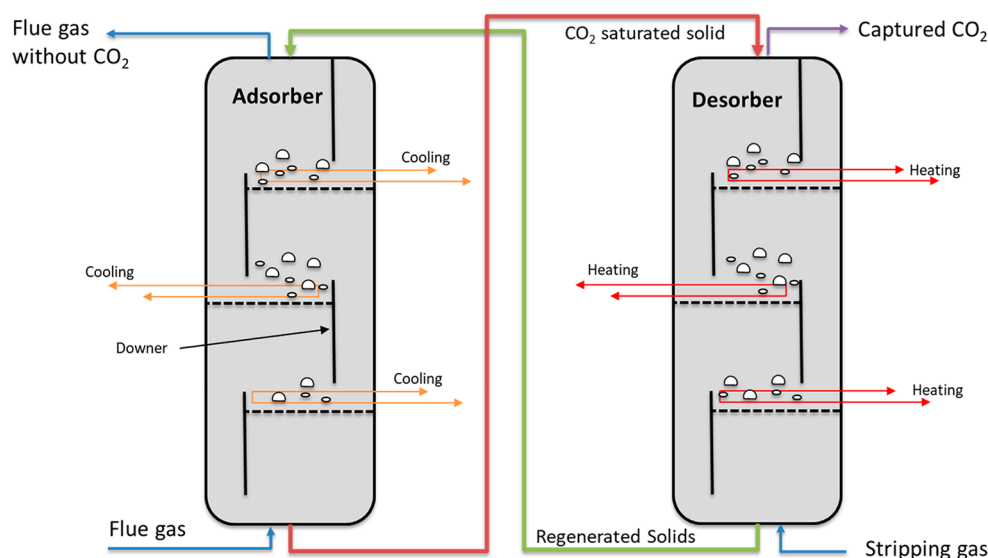 Flue gas
without CO₂
CO₂ saturated solid
Captured CO₂
Adsorber
Desorber
Cooling
Heating
Cooling
Heating
Downer
Cooling
Heating
Flue gas
Regenerated Solids
Stripping gas